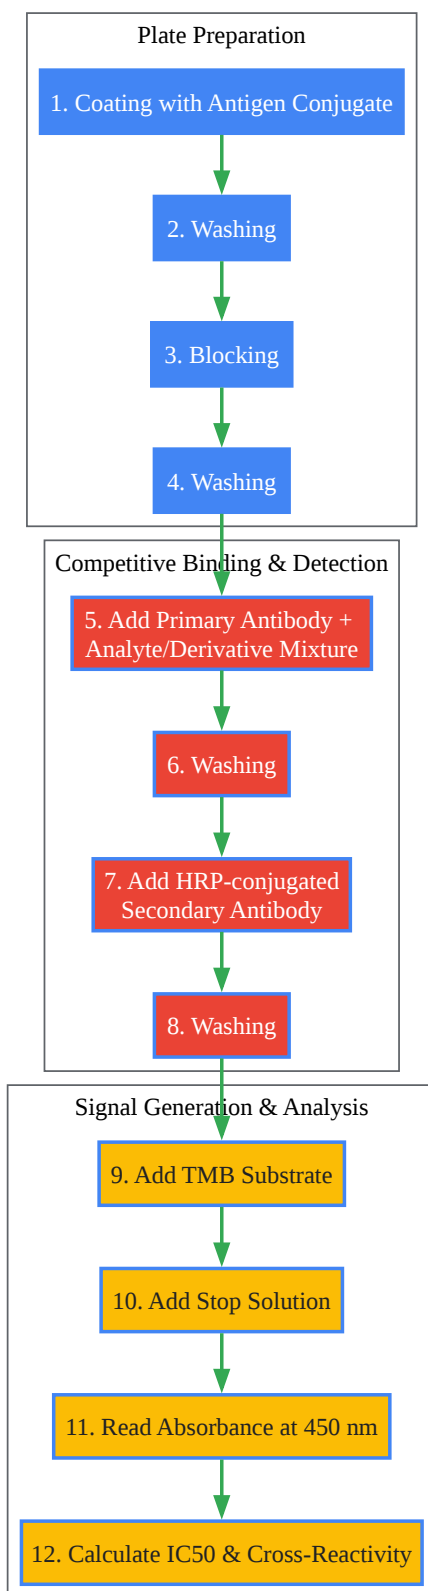 Plate Preparation
1. Coating with Antigen Conjugate
2. Washing
3. Blocking
4. Washing
Competitive Binding & Detection
5. Add Primary Antibody +
Analyte/Derivative Mixture
6. Washing
7. Add HRP-conjugated
Secondary Antibody
8. Washing
Signal Generation & Analysis
9. Add TMB Substrate
10. Add Stop Solution
11. Read Absorbance at 450 nm
12. Calculate IC50 & Cross-Reactivity